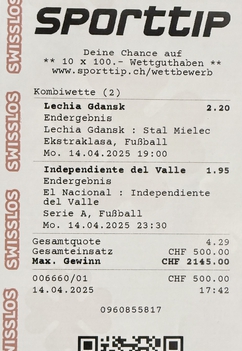 sporttip
Deine Chance auf
** 10 x 100.- Wettguthaben **
www.sporttip.ch/wettbewerb
Kombiwette (2)
Lechia Gdansk 2.20
Endergebnis
Lechia Gdansk : Stal Mielec
Ekstraklasa, Fußball
Mo. 14.04.2025 19:00
Independiente del Valle 1.95
Endergebnis
El Nacional : Independiente
del Valle
Serie A, Fußball
Mo. 14.04.2025 23:30
Gesamtquote 4.29
Gesamteinsatz CHF 500.00
Max. Gewinn CHF 2145.00
006660/01 CHF 500.00
14.04.2025 17:42
0960855817
SWISSLOS
SWISSLOS
SWISSLOS
SWISSLOS
SWISSLOS